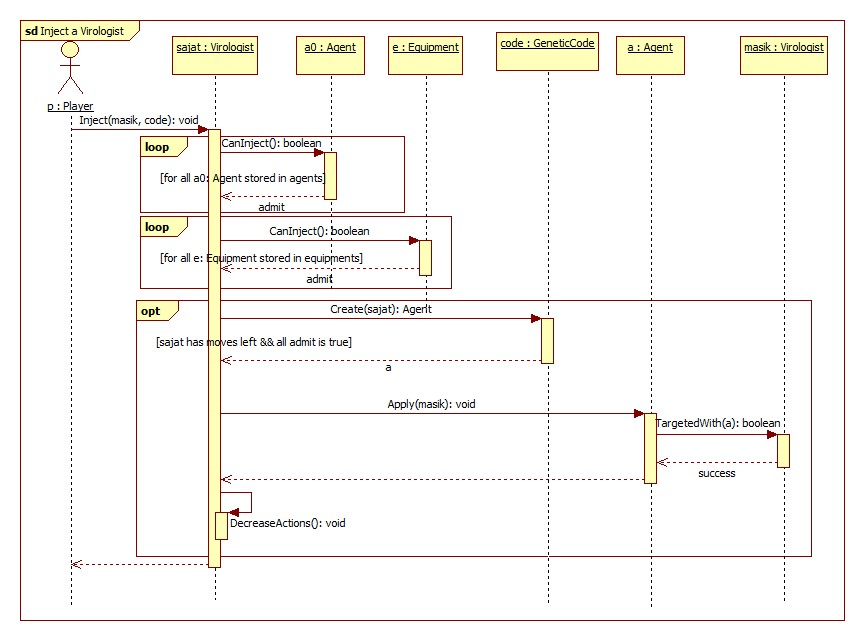 sd Inject a Virologist
sajat : Virologist
a0 : Agent
e : Equipment
code : GeneticCode
a : Agent
masik : Virologist
p : Player
Inject(masik, code): void
loop
CanInject(): boolean
[for all a0: Agent stored in agents]
admit
loop
CanInject(): boolean
[for all e: Equipment stored in equipments]
admit
opt
Create(sajat): Agent
[sajat has moves left && all admit is true]
a
Apply(masik): void
TargetedWith(a): boolean
success
DecreaseActions(): void